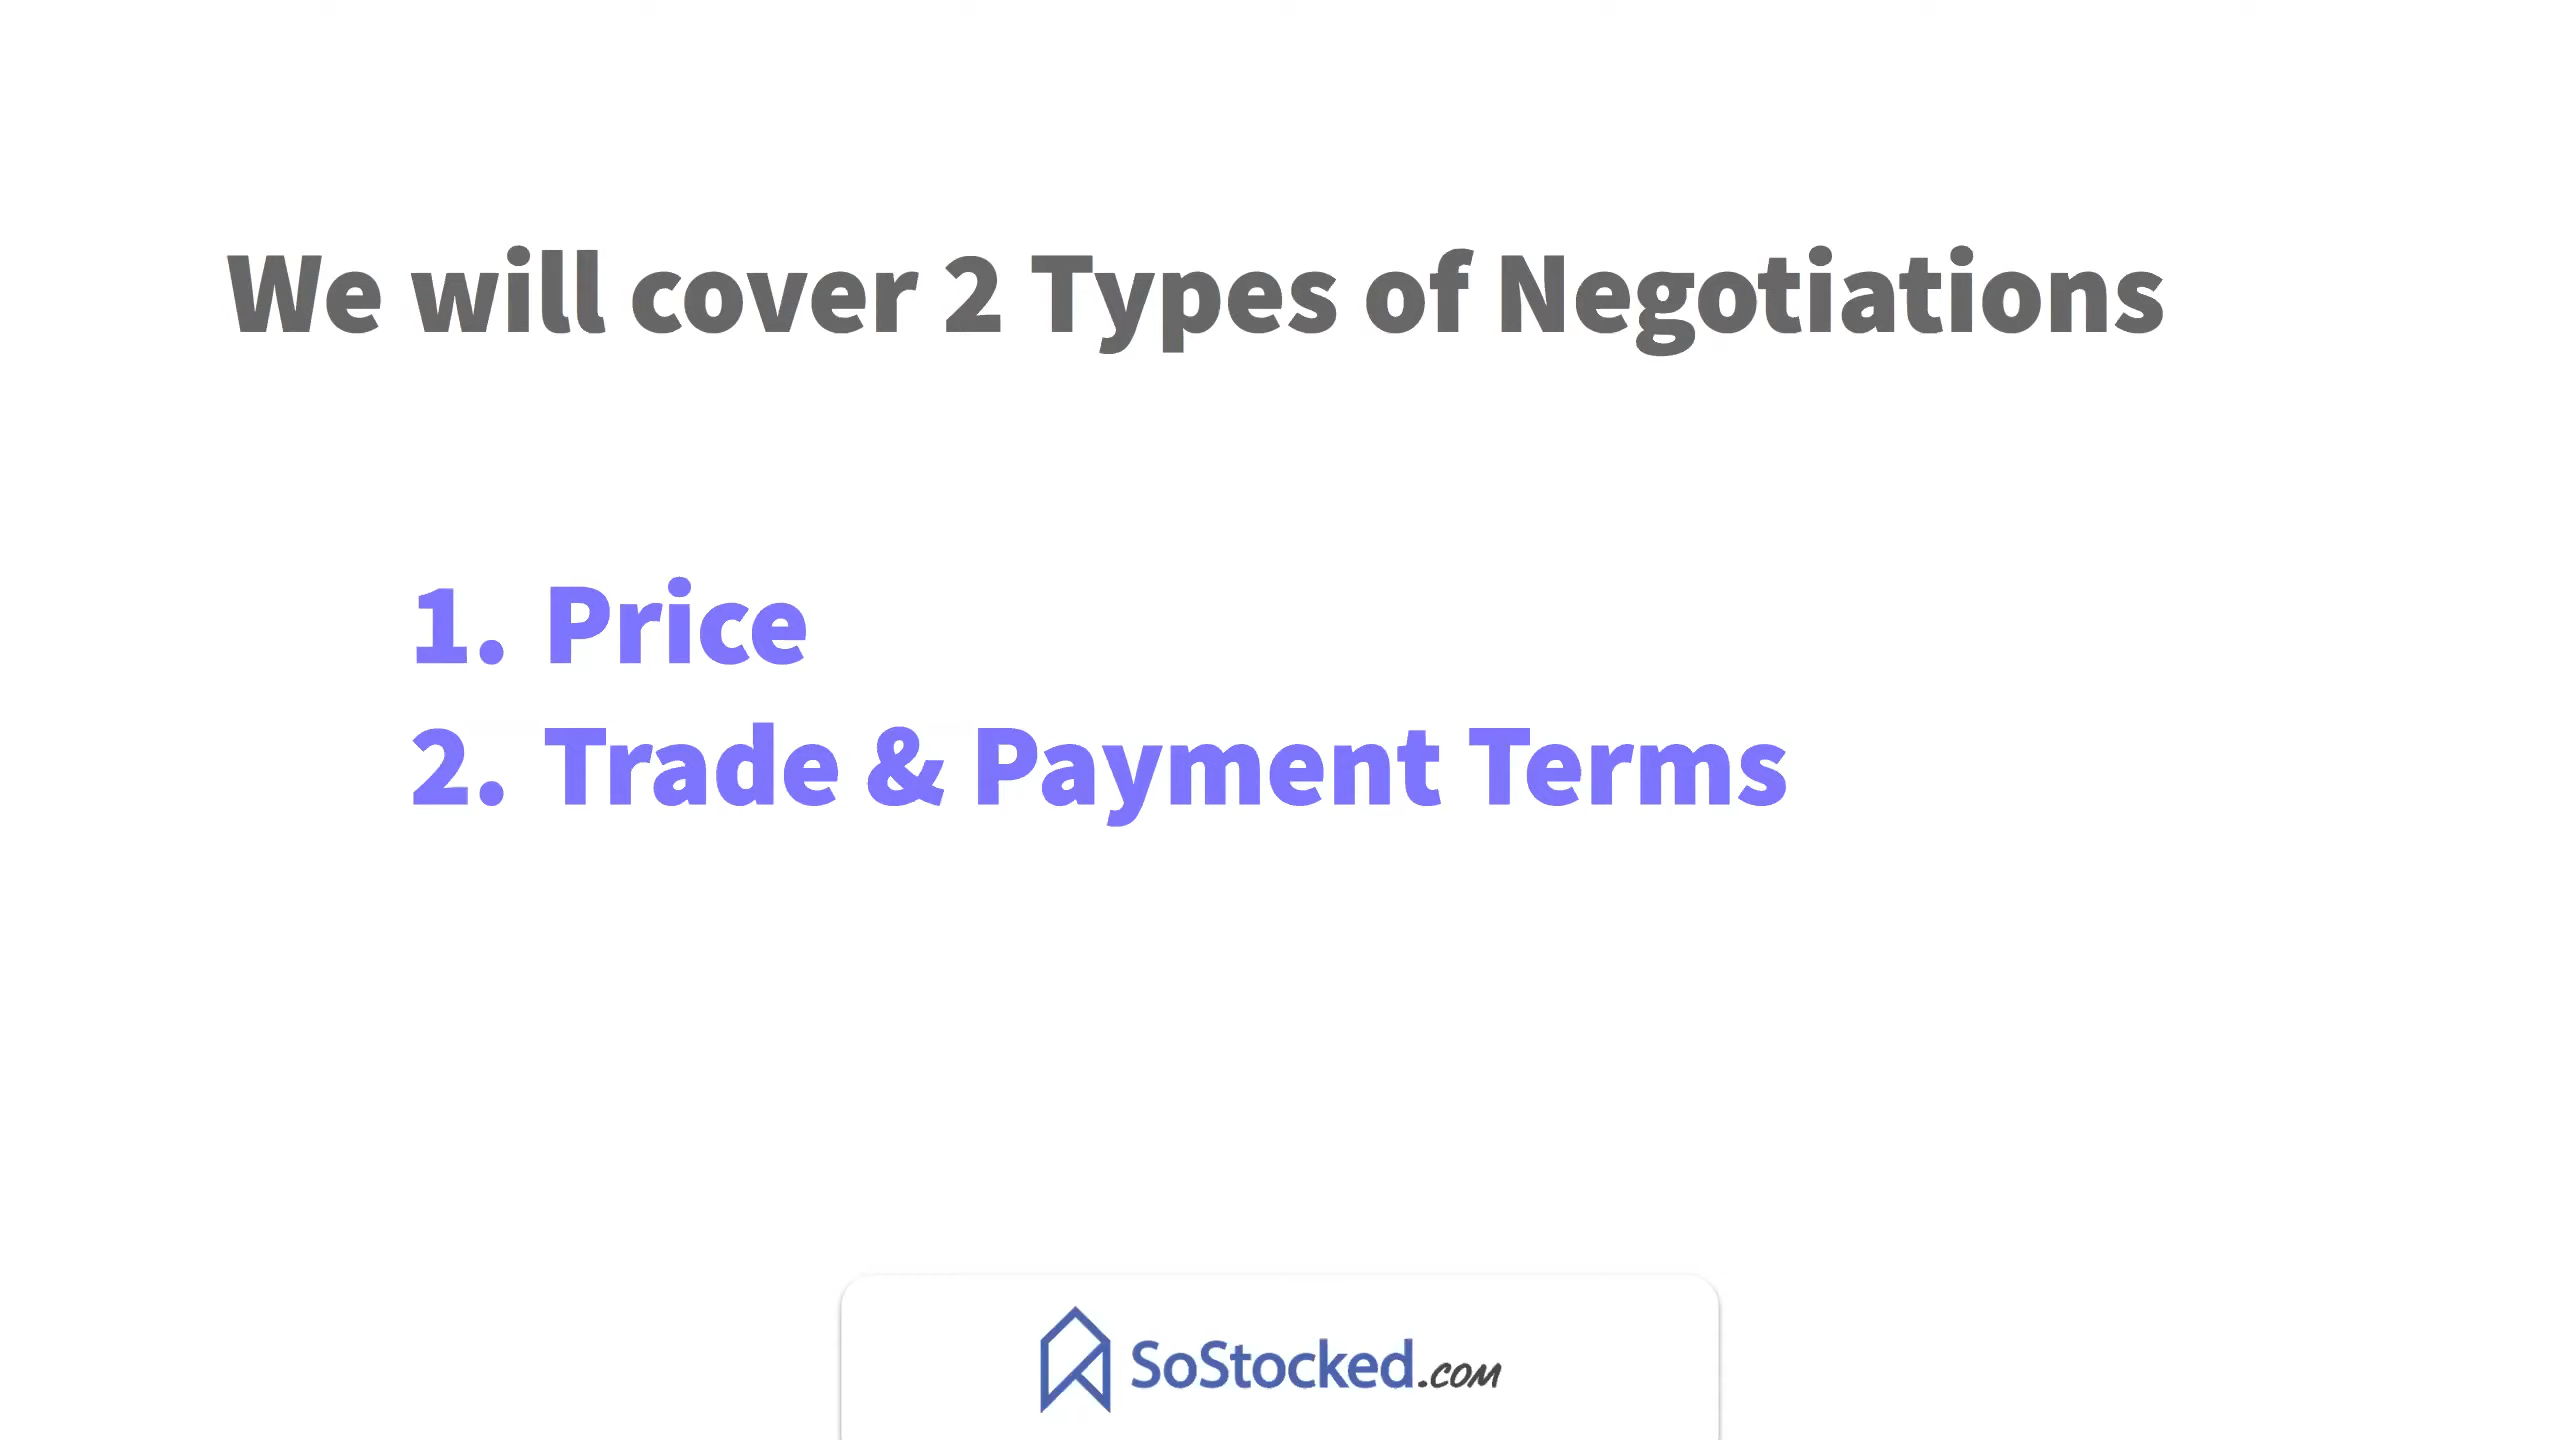 We will cover 2 Types of Negotiations
1. Price
2. Trade & Payment Terms
SoStocked.com